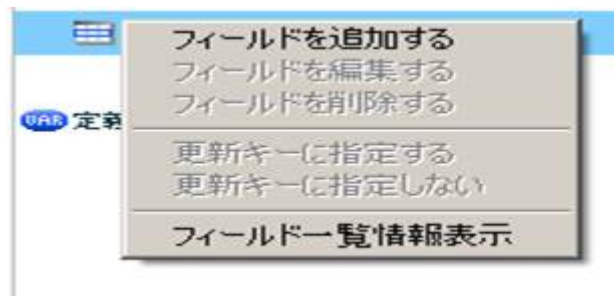 フィールドを追加する
フィールドを編集する
フィールドを削除する
VAR 定義
更新キーに指定する
更新キーに指定しない
フィールド一覧情報表示